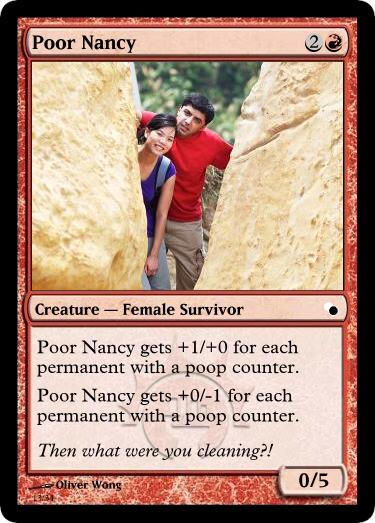 Poor Nancy
2
Creature — Female Survivor
Poor Nancy gets +1/+0 for each
permanent with a poop counter.
Poor Nancy gets +0/-1 for each
permanent with a poop counter.
Then what were you cleaning?!
Oliver Wong
0/5